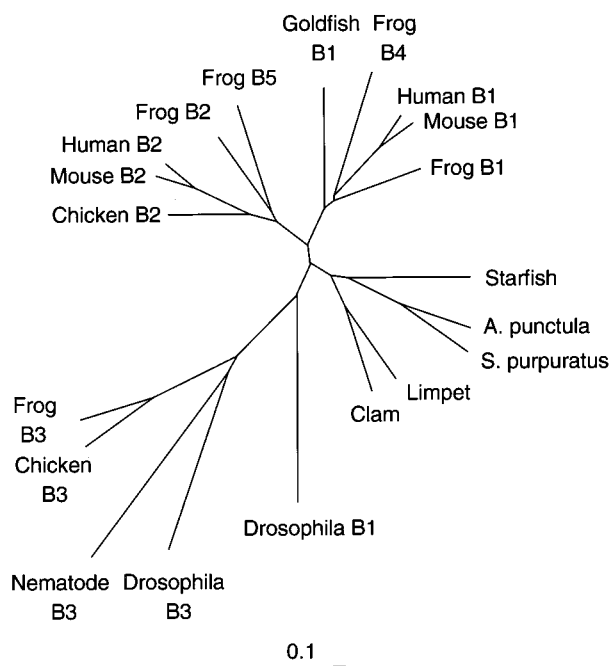 Goldfish Frog
B1 B4
Frog B5
Human B1
Frog B2
Mouse B1
Human B2
Mouse B2
Frog B1
Chicken B2
Starfish
A. punctula
S. purpuratus
Limpet
Clam
Frog
B3
Chicken
B3
Drosophila B1
Nematode Drosophila
B3 B3
0.1